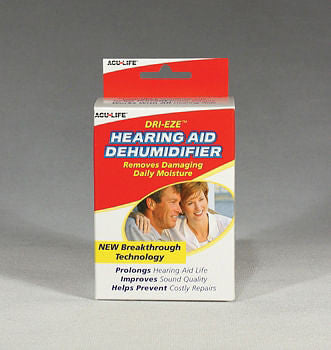 ACU-LIFE®
ACU-LIFE®
DRI-EZE™
HEARING AID
DEHUMIDIFIER
Removes Damaging
Daily Moisture
NEW Breakthrough
Technology
Prolongs Hearing Aid Life
Improves Sound Quality
Helps Prevent Costly Repairs